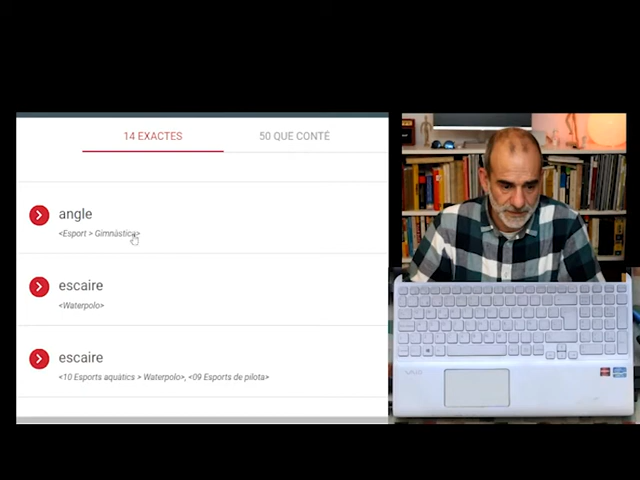 14 EXACTES
50 QUE CONTÉ
angle
<Esport > Gimnàstica>
escaire
<Waterpolo>
escaire
<10 Esports aquàtics > Waterpolo>, <09 Esports de pilota>
VAIO